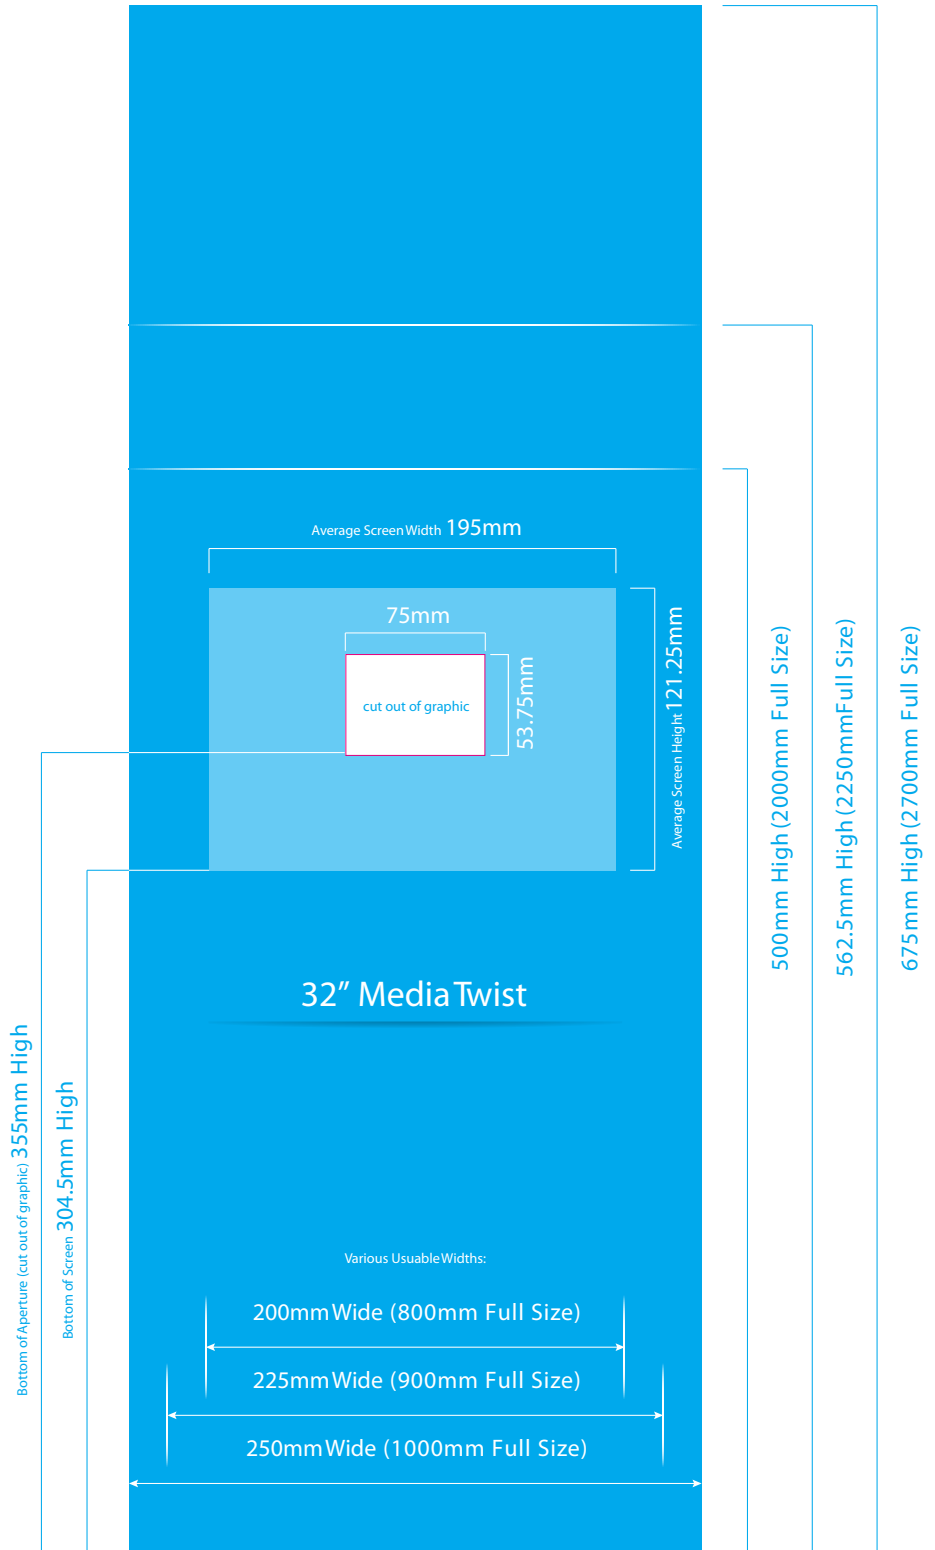 Average Screen Width 195mm
75mm
cut out of graphic
53.75mm
Average Screen Height 121.25mm
500mm High (2000mm Full Size)
562.5mm High (2250mmFull Size)
675mm High (2700mm Full Size)
32” Media Twist
Bottom of Aperture (cut out of graphic) 355mm High
Bottom of Screen 304.5mm High
Various Usuable Widths:
200mm Wide (800mm Full Size)
225mm Wide (900mm Full Size)
250mm Wide (1000mm Full Size)